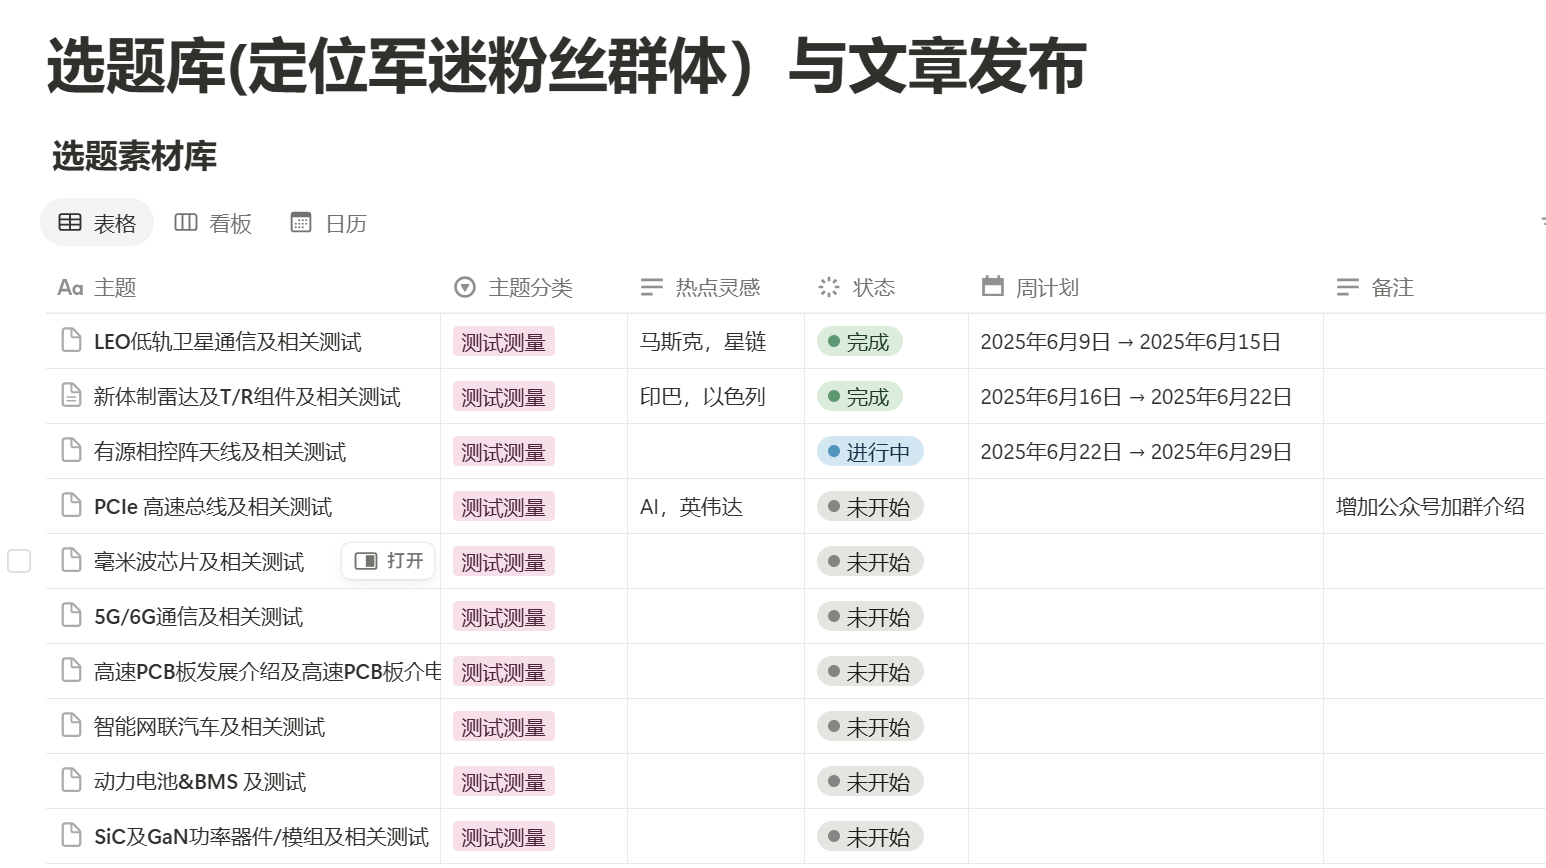 选题库(定位军迷粉丝群体）与文章发布
选题素材库
表格 看板 日历
Aa 主题 主题分类 热点灵感 状态 周计划 备注
LEO低轨卫星通信及相关测试 测试测量 马斯克，星链 完成 2025年6月9日 → 2025年6月15日
新体制雷达及T/R组件及相关测试 测试测量 印巴，以色列 完成 2025年6月16日 → 2025年6月22日
有源相控阵天线及相关测试 测试测量 进行中 2025年6月22日 → 2025年6月29日
PCIe 高速总线及相关测试 测试测量 AI，英伟达 未开始 增加公众号加群介绍
毫米波芯片及相关测试 打开 测试测量 未开始
5G/6G通信及相关测试 测试测量 未开始
高速PCB板发展介绍及高速PCB板介电 测试测量 未开始
智能网联汽车及相关测试 测试测量 未开始
动力电池&BMS 及测试 测试测量 未开始
SiC及GaN功率器件/模组及相关测试 测试测量 未开始